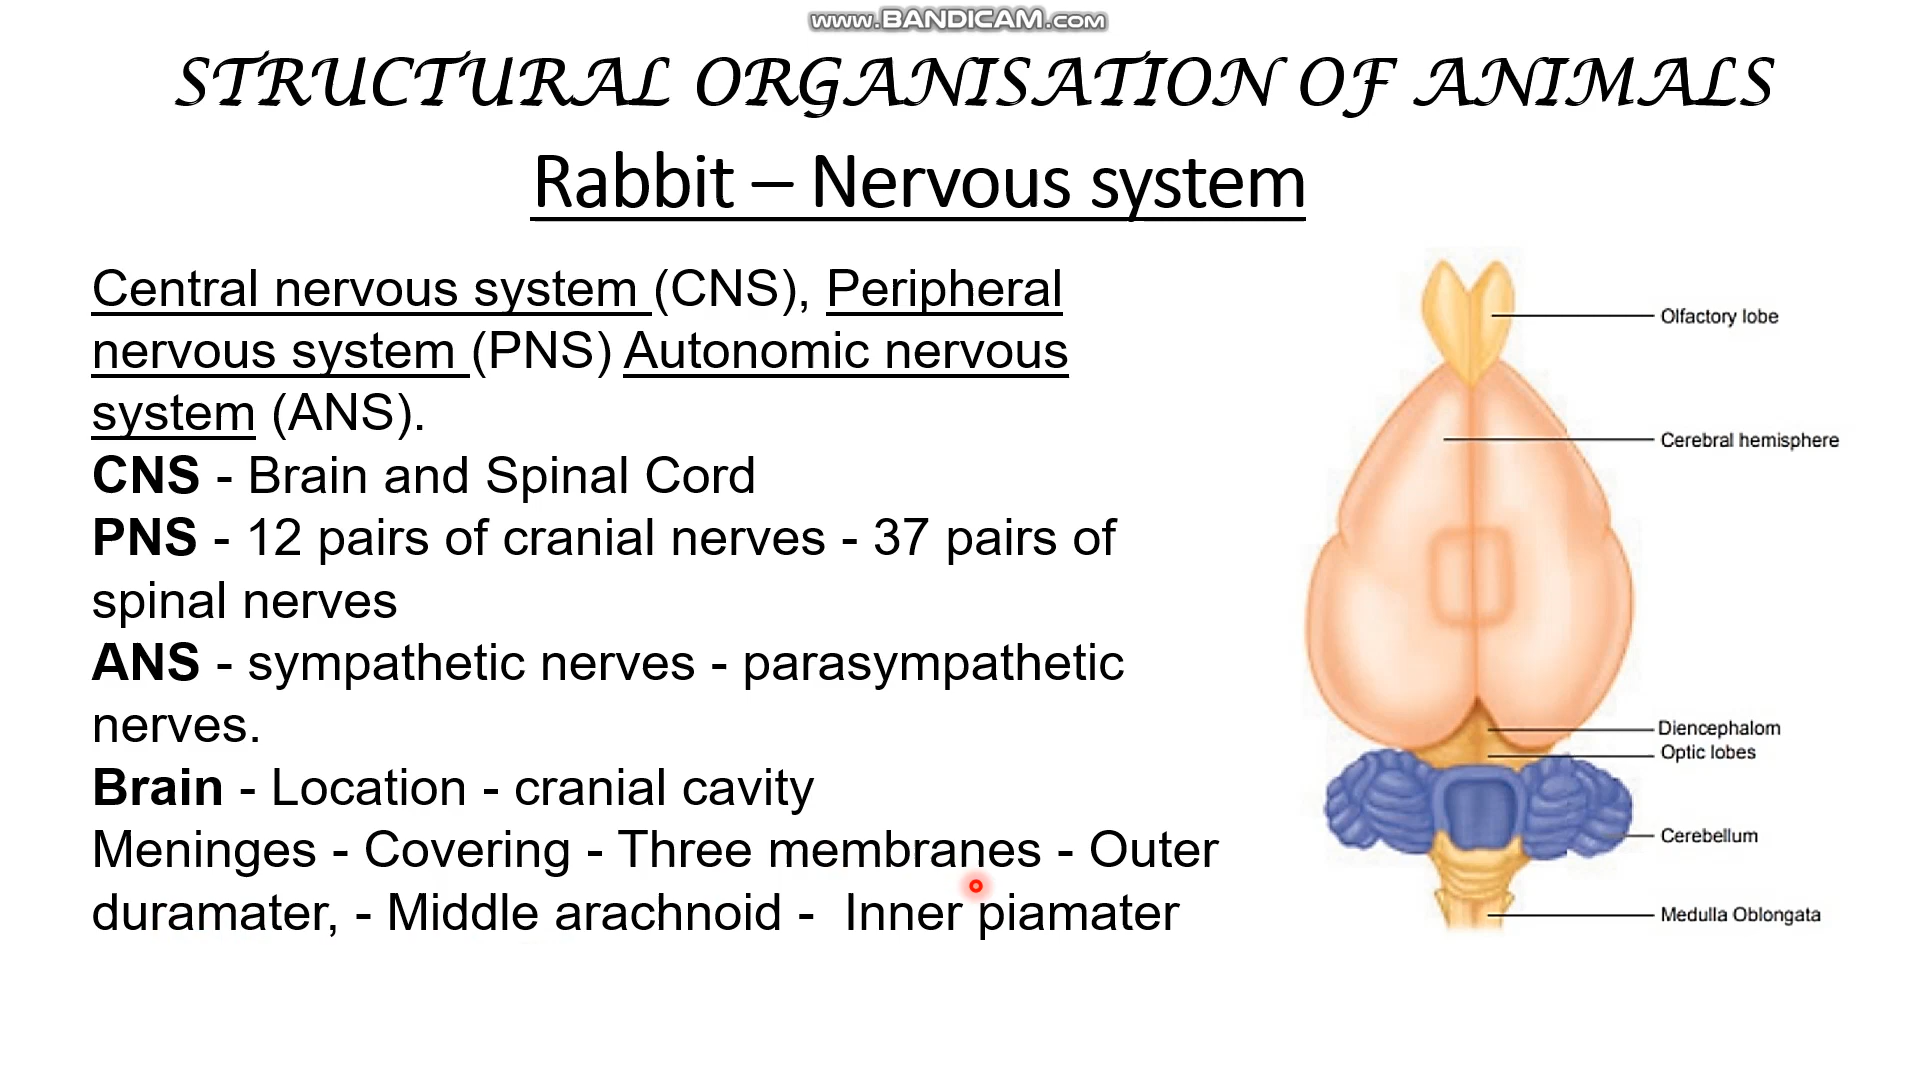 www.BANDICAM.com
STRUCTURAL ORGANISATION OF ANIMALS
Rabbit – Nervous system
Central nervous system (CNS), Peripheral
nervous system (PNS) Autonomic nervous
system (ANS).
CNS - Brain and Spinal Cord
PNS - 12 pairs of cranial nerves - 37 pairs of
spinal nerves
ANS - sympathetic nerves - parasympathetic
nerves.
Brain - Location - cranial cavity
Meninges - Covering - Three membranes - Outer
duramater, - Middle arachnoid - Inner piamater
Olfactory lobe
Cerebral hemisphere
Diencephalom
Optic lobes
Cerebellum
Medulla Oblongata